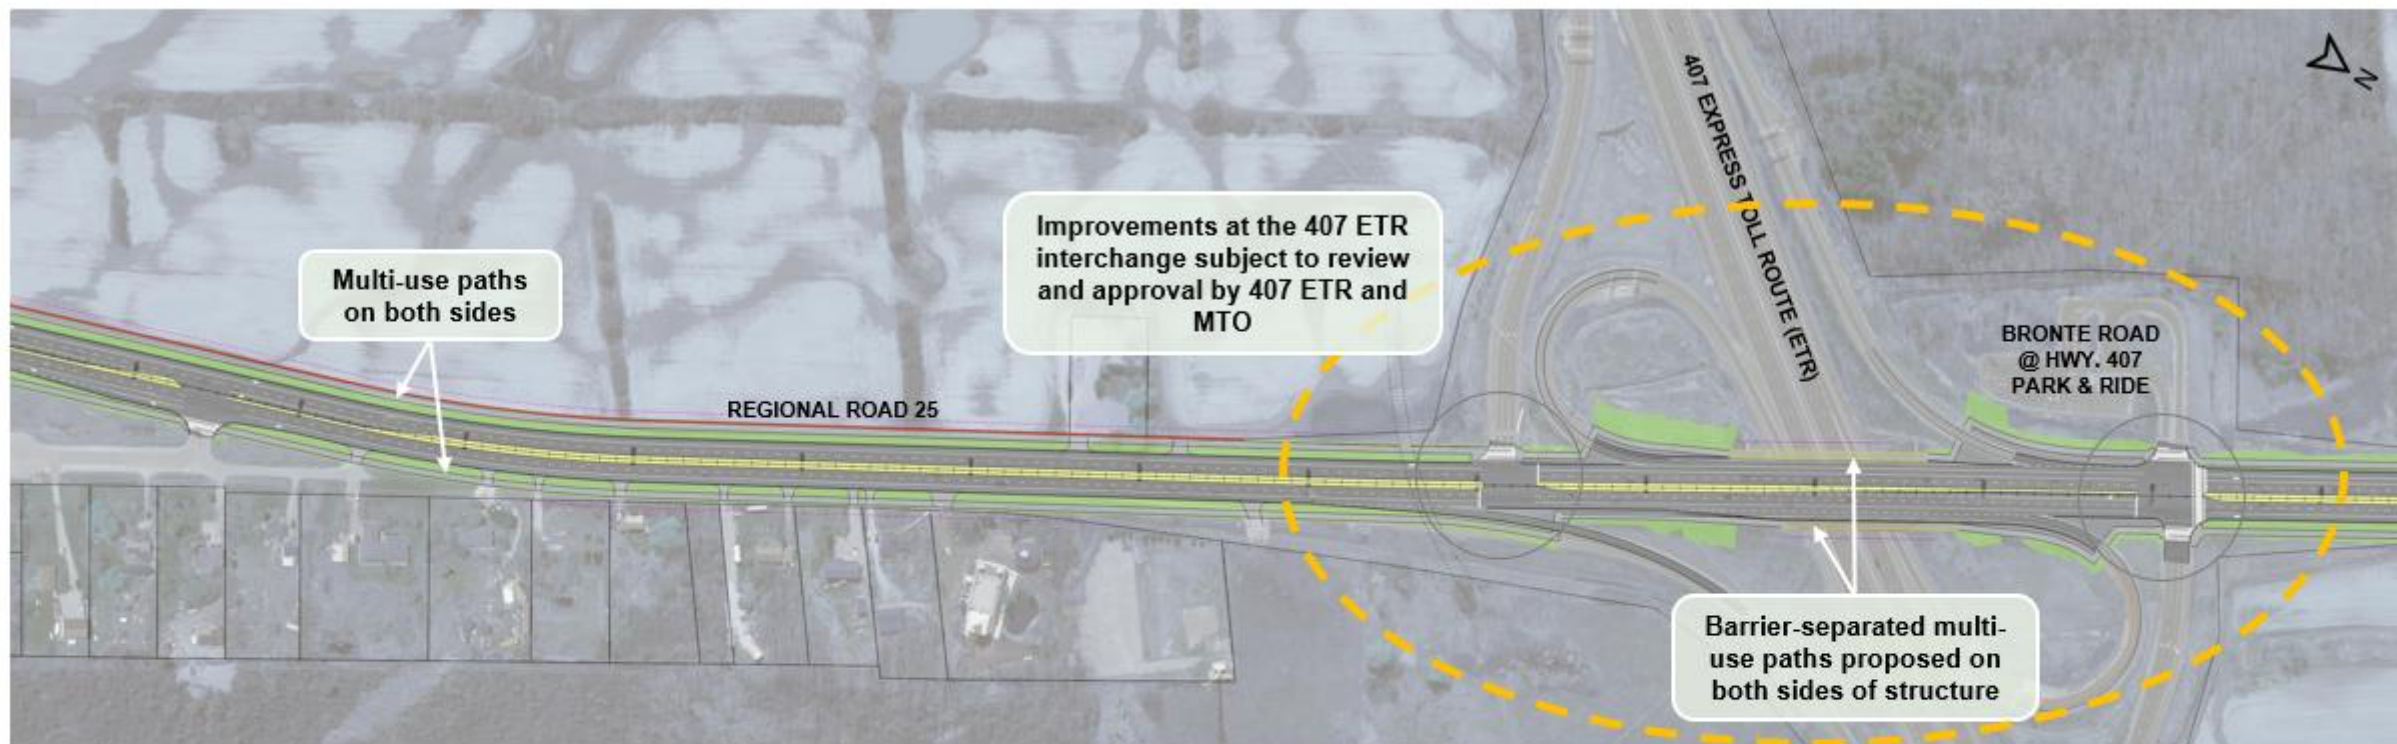 N
407 EXPRESS TOLL ROUTE (ETR)
Improvements at the 407 ETR
interchange subject to review
and approval by 407 ETR and
MTO
Multi-use paths
on both sides
BRONTE ROAD
@ HWY. 407
PARK & RIDE
REGIONAL ROAD 25
Barrier-separated multi-
use paths proposed on
both sides of structure